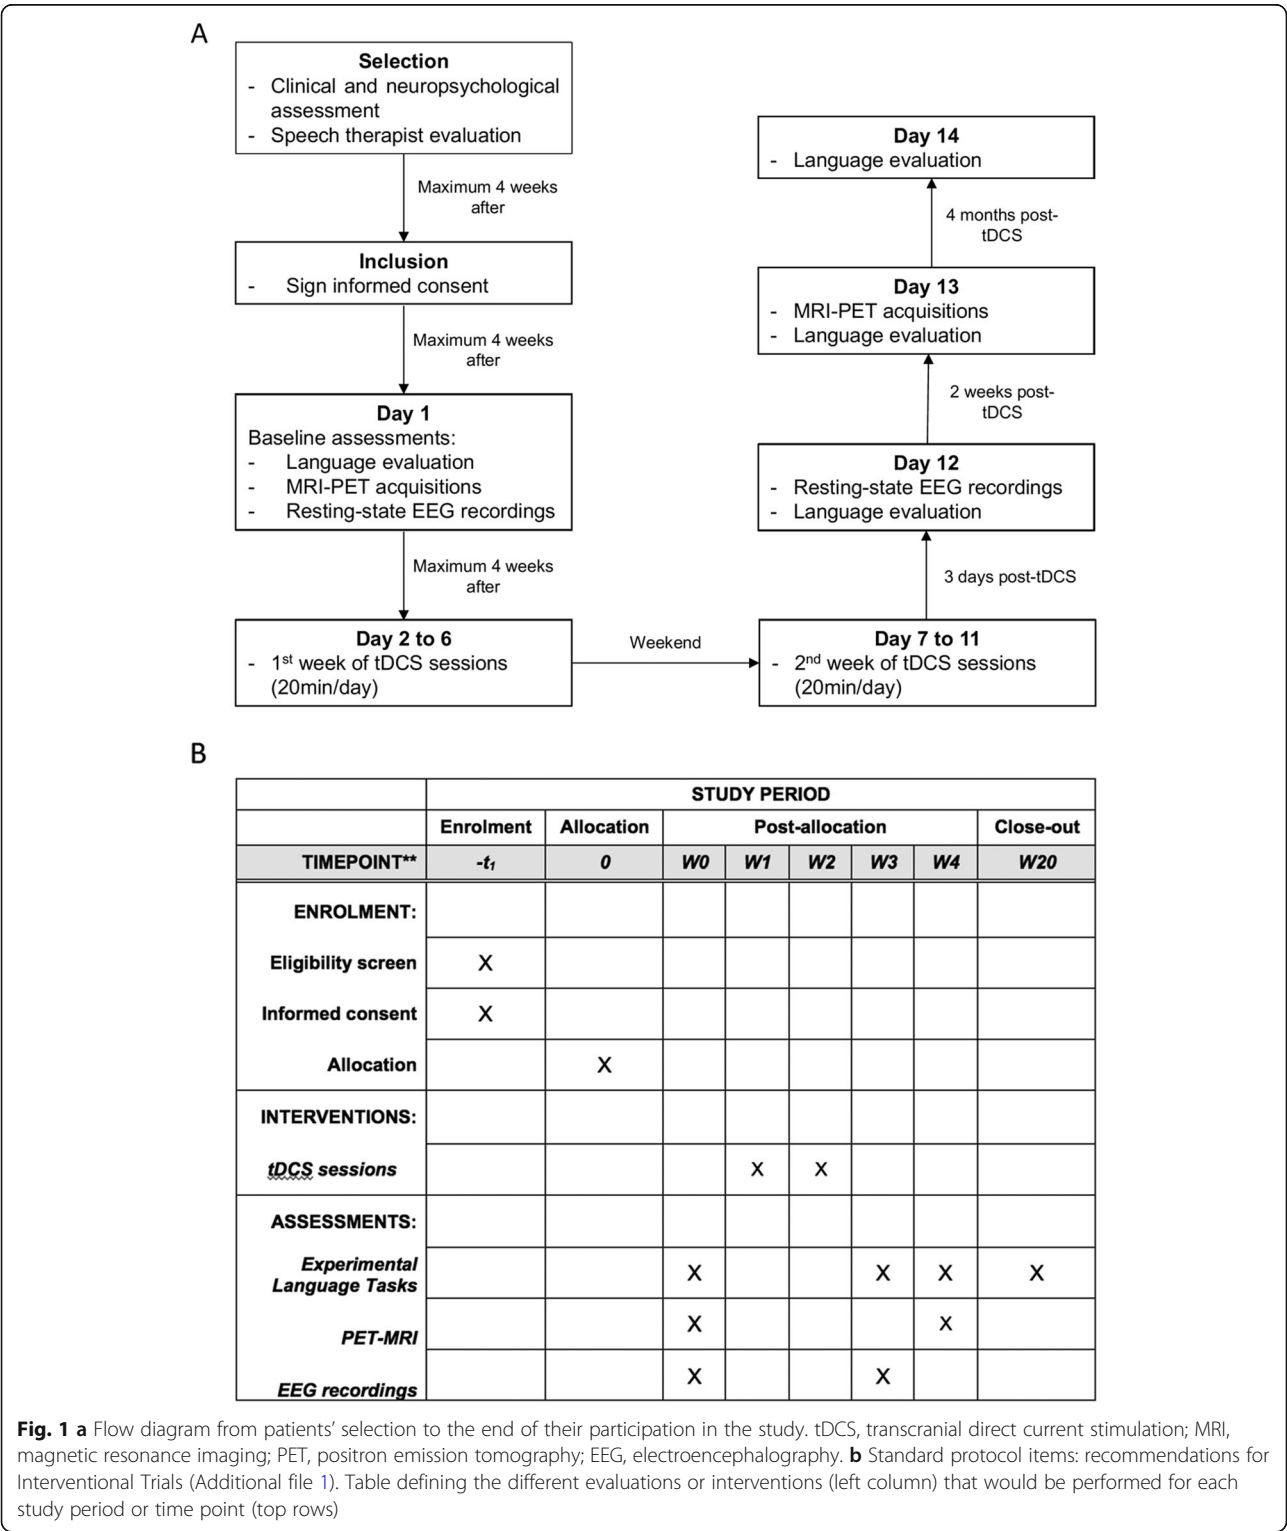 A
Selection
- Clinical and neuropsychological
assessment
- Speech therapist evaluation
Maximum 4 weeks
after
Inclusion
- Sign informed consent
Maximum 4 weeks
after
Day 1
Baseline assessments:
- Language evaluation
- MRI-PET acquisitions
- Resting-state EEG recordings
Maximum 4 weeks
after
Day 2 to 6
- 1st week of tDCS sessions
(20min/day)
Weekend
Day 7 to 11
- 2nd week of tDCS sessions
(20min/day)
3 days post-tDCS
Day 12
- Resting-state EEG recordings
- Language evaluation
2 weeks post-
tDCS
Day 13
- MRI-PET acquisitions
- Language evaluation
4 months post-
tDCS
Day 14
- Language evaluation
B
STUDY PERIOD
Enrolment Allocation Post-allocation Close-out
TIMEPOINT** -t1 0 W0 W1 W2 W3 W4 W20
ENROLMENT:
Eligibility screen X
Informed consent X
Allocation X
INTERVENTIONS:
tDCS sessions X X
ASSESSMENTS:
Experimental
Language Tasks X X X X
PET-MRI X X
EEG recordings X X
Fig. 1 a Flow diagram from patients’ selection to the end of their participation in the study. tDCS, transcranial direct current stimulation; MRI,
magnetic resonance imaging; PET, positron emission tomography; EEG, electroencephalography. b Standard protocol items: recommendations for
Interventional Trials (Additional file 1). Table defining the different evaluations or interventions (left column) that would be performed for each
study period or time point (top rows)